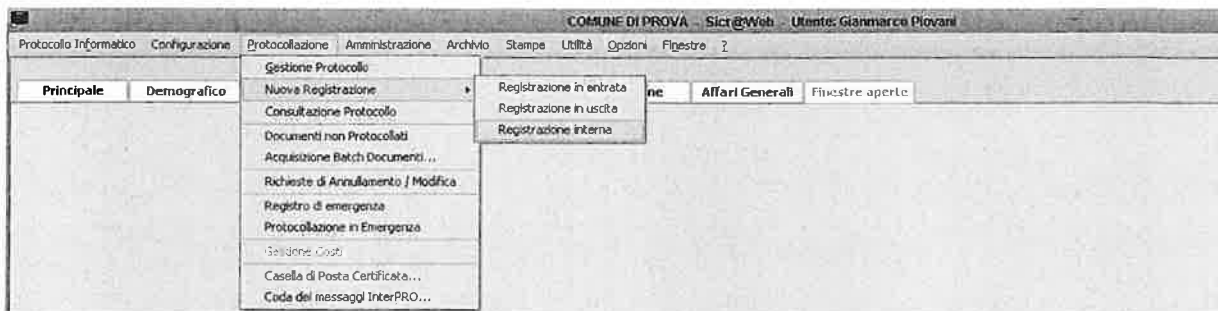 COMUNE DI PROVA - Sicr@Web - Utente: Gianmarco Piovani
Protocollo Informatico Configurazione Protocollazione Amministrazione Archivio Stampe Utilità Opzioni Finestre ?
Principale Demografico ne Affari Generali Finestre aperte
Gestione Protocollo
Nuova Registrazione
Consultazione Protocollo
Documenti non Protocollati
Acquisizione Batch Documenti...
Richieste di Annullamento / Modifica
Registro di emergenza
Protocollazione in Emergenza
Gestione Costi
Casella di Posta Certificata...
Coda dei messaggi InterPRO...
Registrazione in entrata
Registrazione in uscita
Registrazione interna